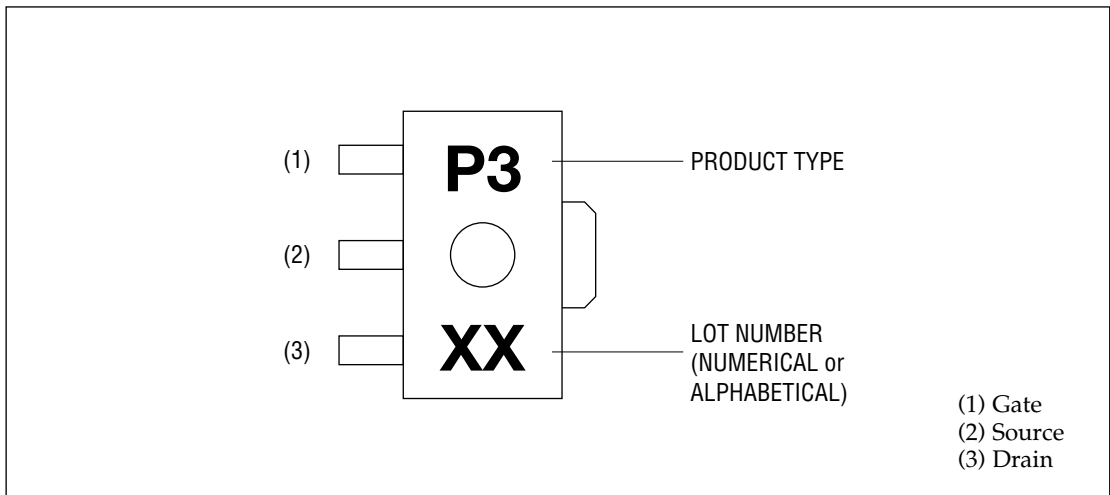 (1)
P3
PRODUCT TYPE
(2)
(3)
XX
LOT NUMBER
(NUMERICAL or
ALPHABETICAL)
(1) Gate
(2) Source
(3) Drain